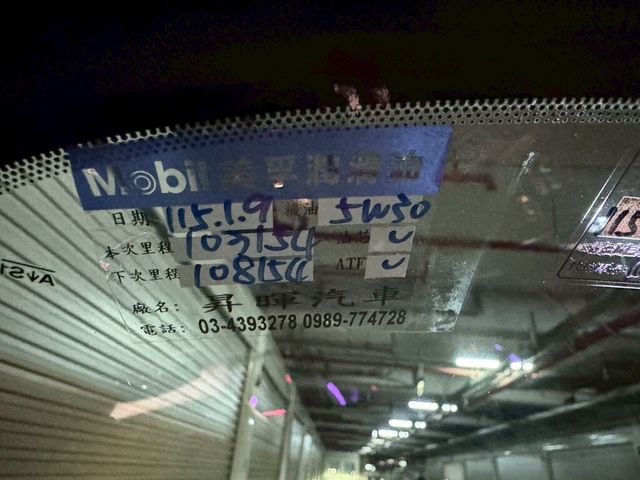 Mobil 美孚潤滑油
日期 115.1.9 機油 5W30
本次里程 103154 油芯 ✓
下次里程 108154 ATF ✓
廠名: 昇暉汽車
電話: 03-4393278 0989-774728